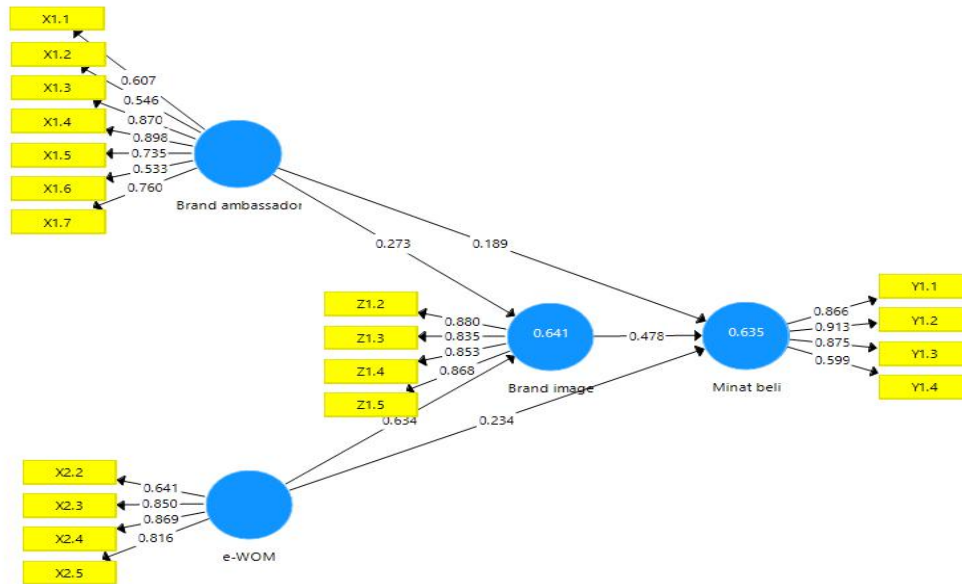 X1.1
X1.2
X1.3
X1.4
X1.5
X1.6
X1.7
0.607
0.546
0.870
0.898
0.735
0.533
0.760
Brand ambassador
0.273
0.189
Z1.2
Z1.3
Z1.4
Z1.5
0.880
0.835
0.853
0.868
0.641
Brand image
0.478
0.635
Minat beli
0.866
0.913
0.875
0.599
Y1.1
Y1.2
Y1.3
Y1.4
0.634
0.234
X2.2
X2.3
X2.4
X2.5
0.641
0.850
0.869
0.816
e-WOM